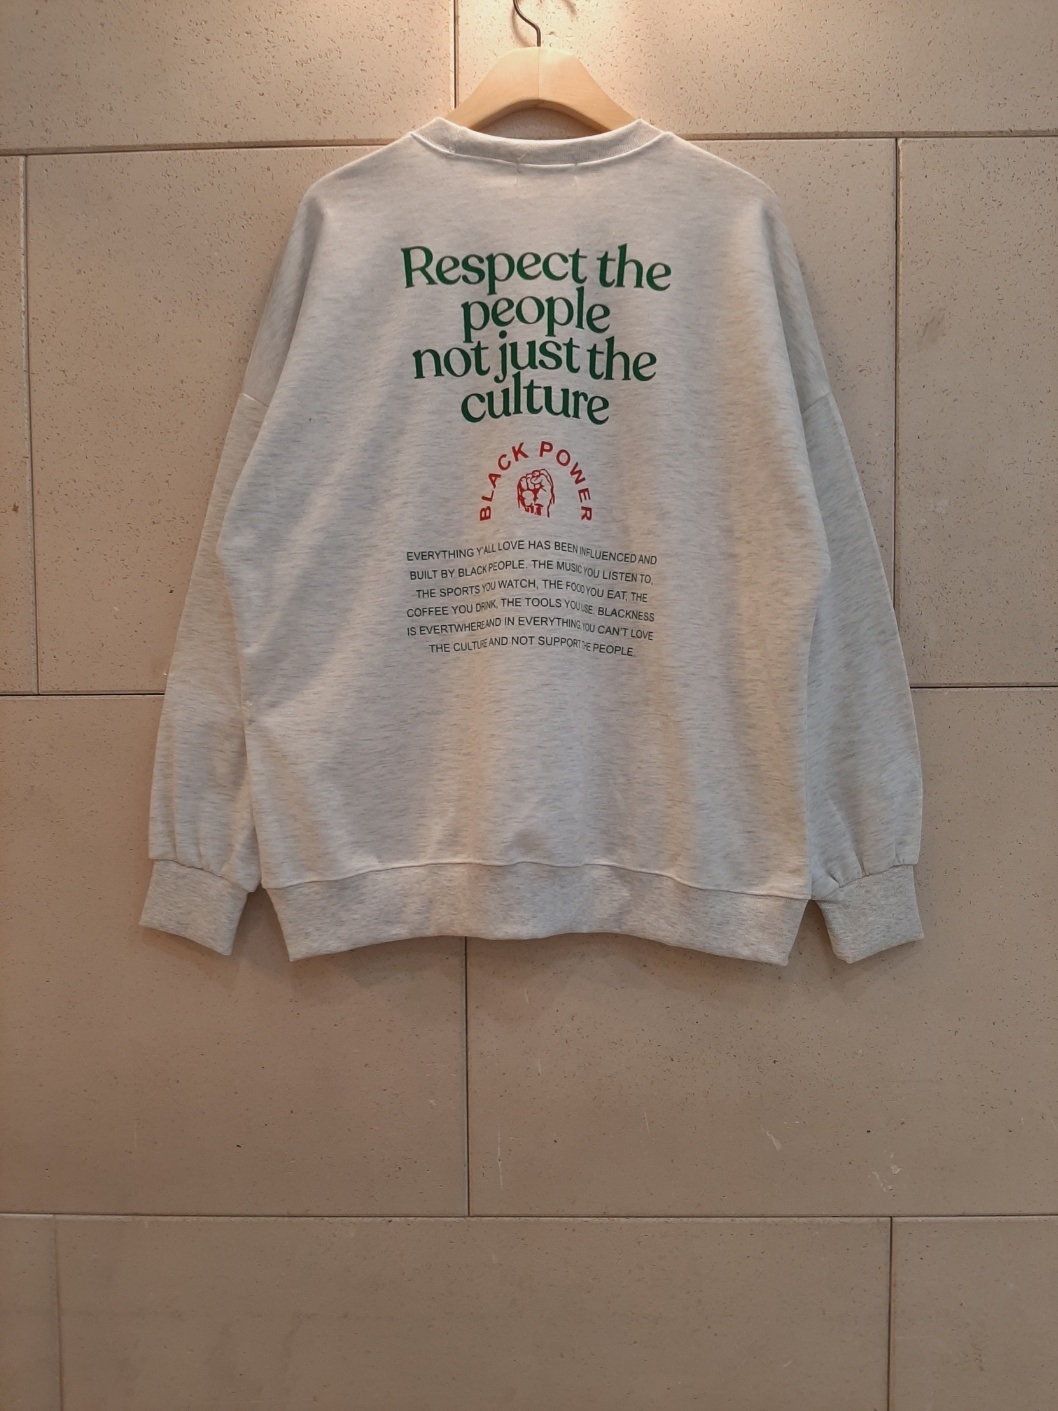 Respect the
people
not just the
culture
BLACK POWER
EVERYTHING Y'ALL LOVE HAS BEEN INFLUENCED AND
BUILT BY BLACK PEOPLE. THE MUSIC YOU LISTEN TO,
THE SPORTS YOU WATCH, THE FOOD YOU EAT, THE
COFFEE YOU DRINK, THE TOOLS YOU USE. BLACKNESS
IS EVERTWHERE AND IN EVERYTHING. YOU CAN'T LOVE
THE CULTURE AND NOT SUPPORT THE PEOPLE.